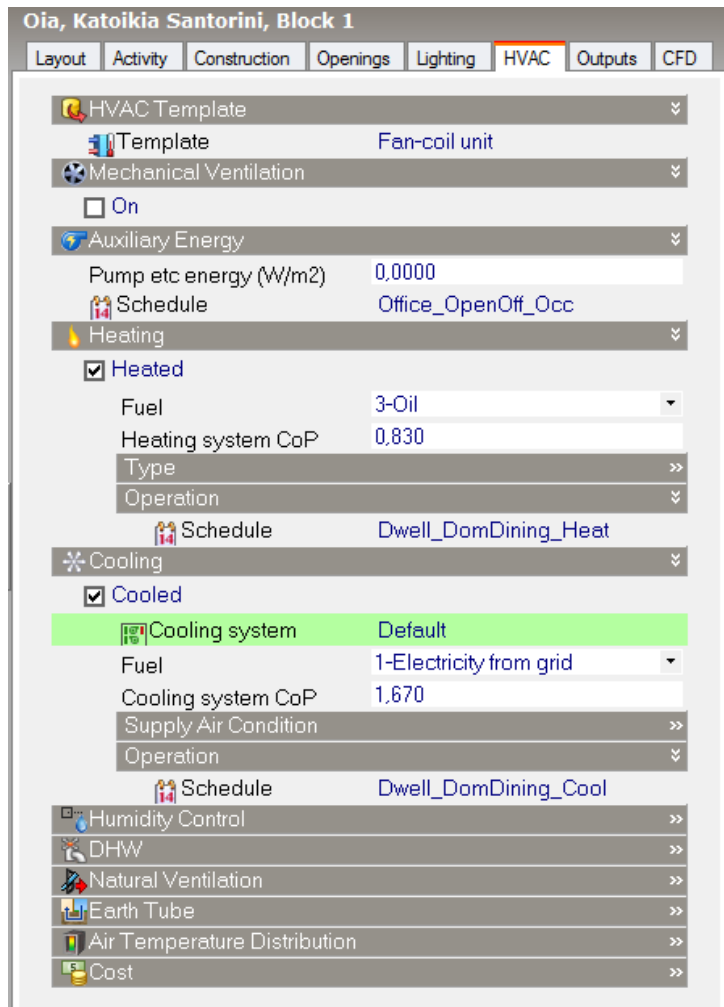 Oia, Katoikia Santorini, Block 1
Layout Activity Construction Openings Lighting HVAC Outputs CFD
HVAC Template
Template Fan-coil unit
Mechanical Ventilation
On
Auxiliary Energy
Pump etc energy (W/m2) 0,0000
Schedule Office_OpenOff_Occ
Heating
Heated
Fuel 3-Oil
Heating system CoP 0,830
Type
Operation
Schedule Dwell_DomDining_Heat
Cooling
Cooled
Cooling system Default
Fuel 1-Electricity from grid
Cooling system CoP 1,670
Supply Air Condition
Operation
Schedule Dwell_DomDining_Cool
Humidity Control
DHW
Natural Ventilation
Earth Tube
Air Temperature Distribution
Cost